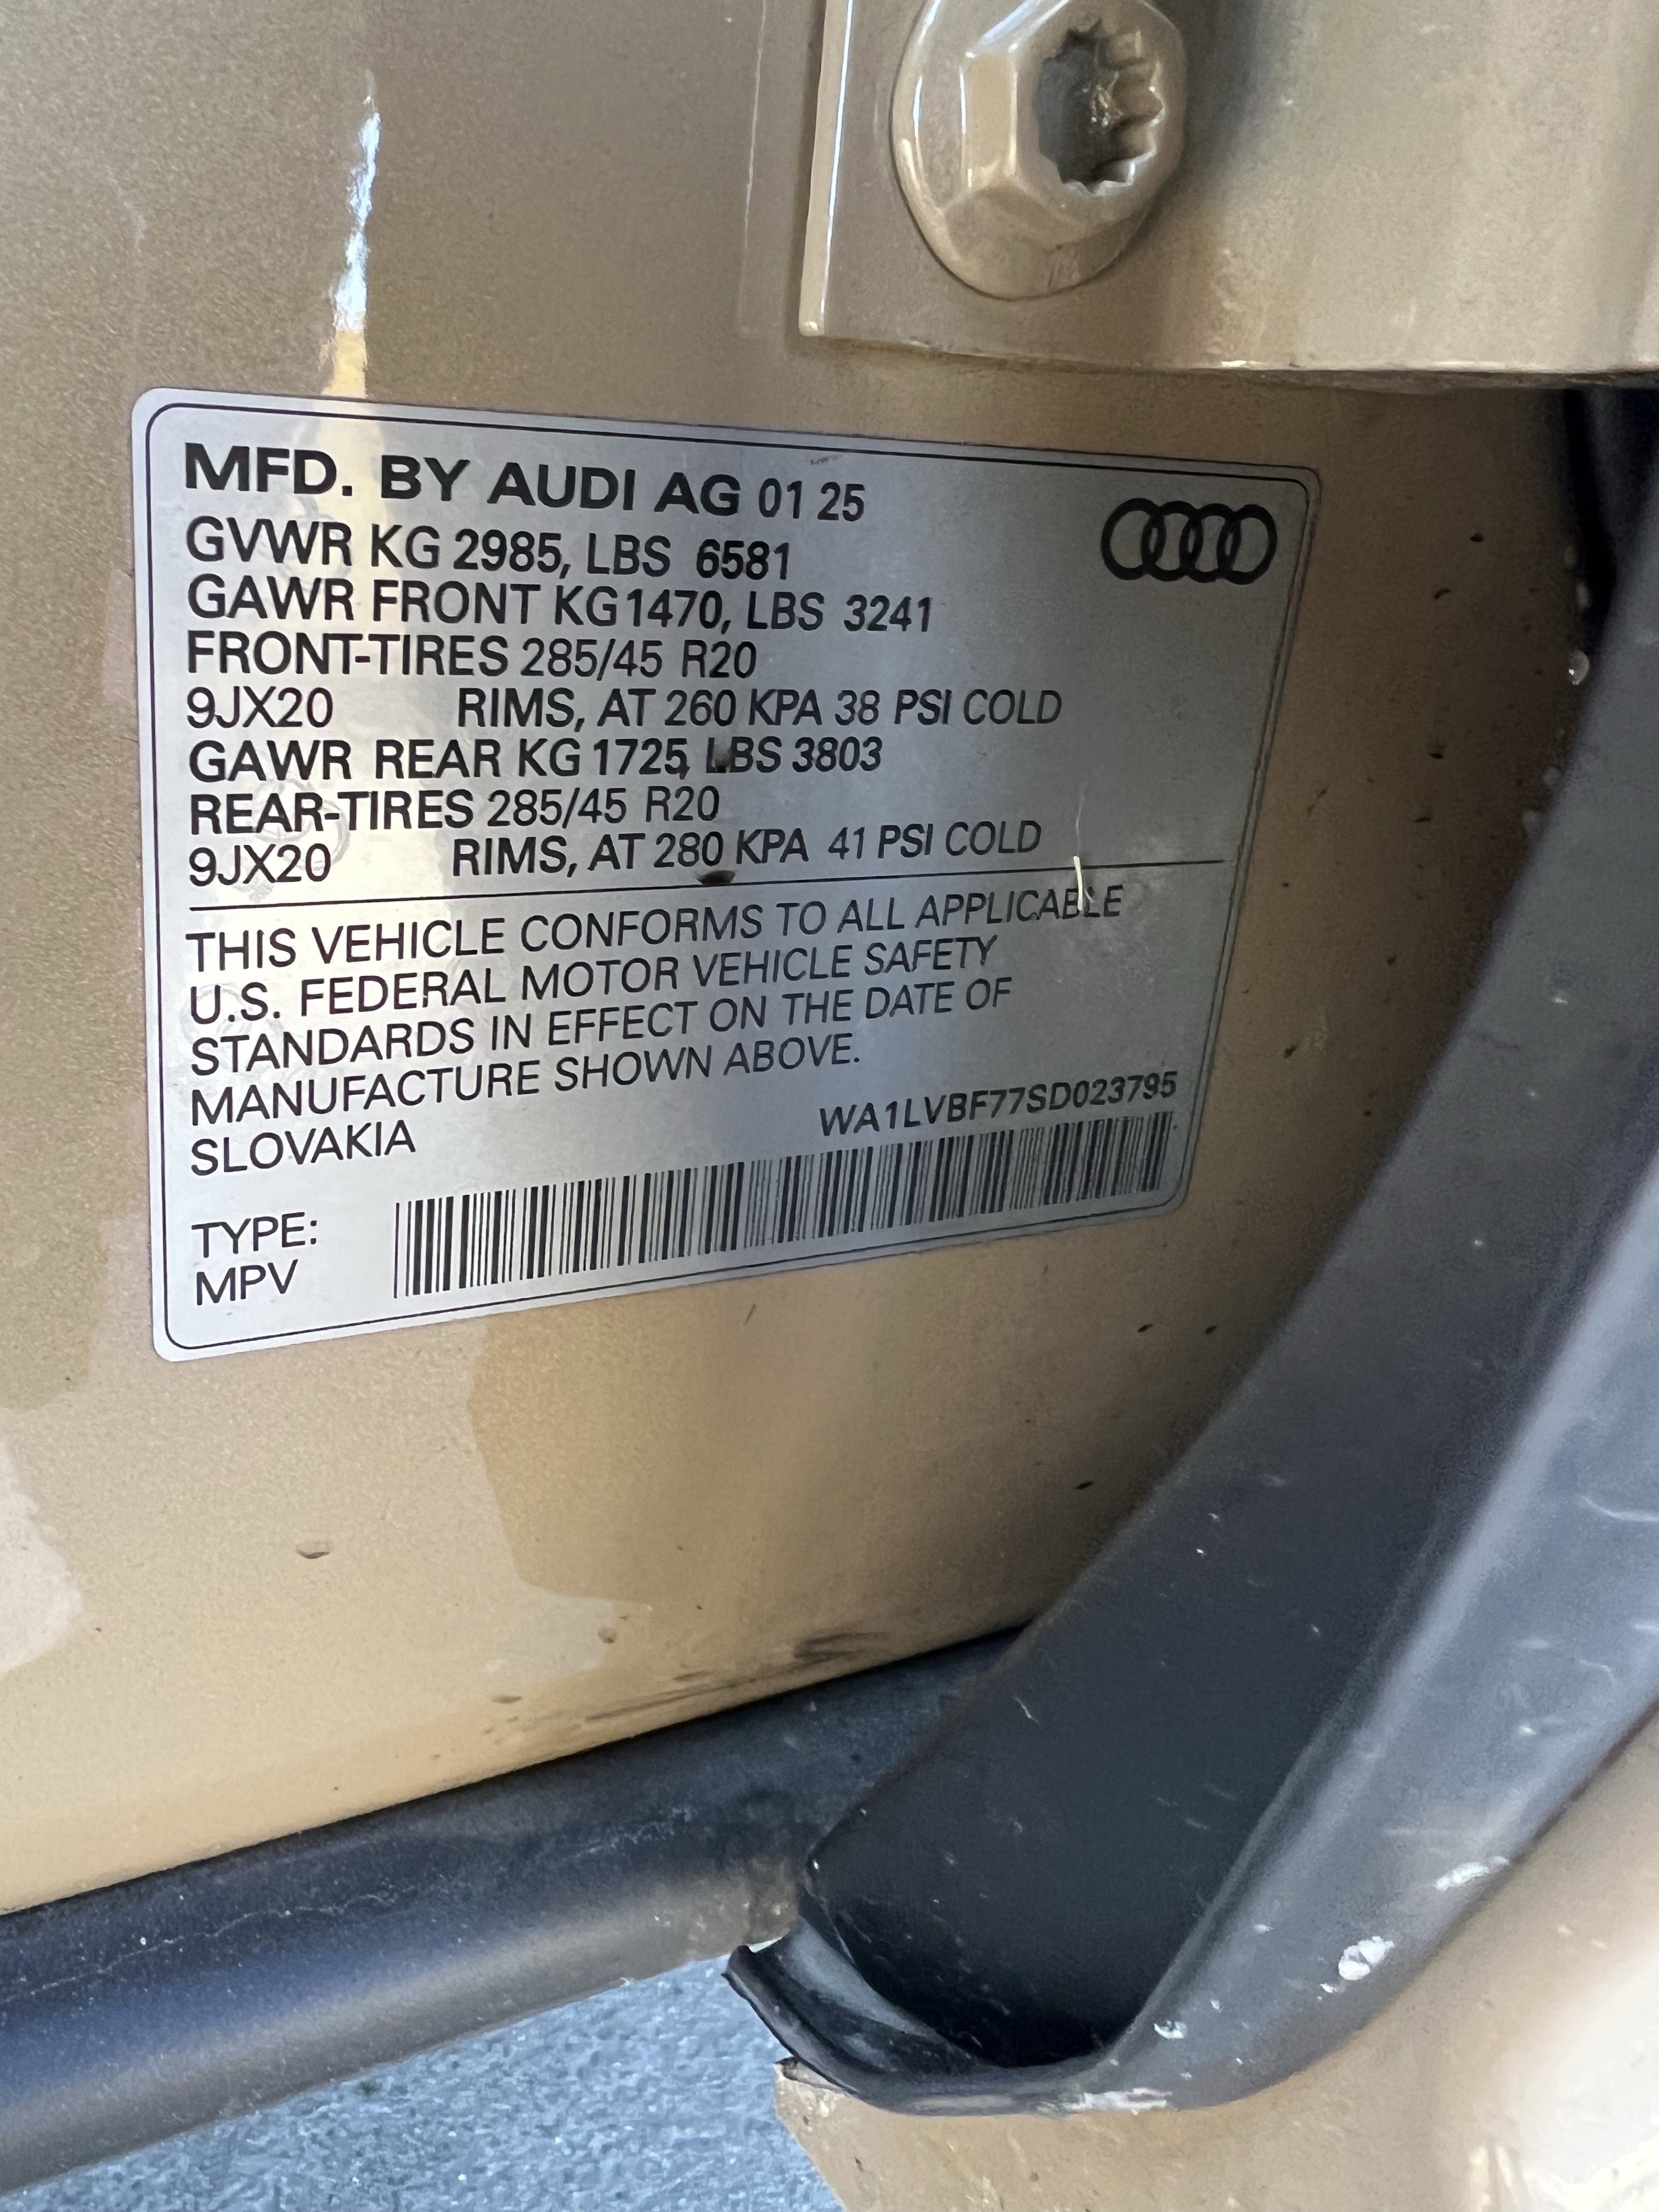 MFD. BY AUDI AG 01 25
GVWR KG 2985, LBS 6581
GAWR FRONT KG 1470, LBS 3241
FRONT-TIRES 285/45 R20
9JX20 RIMS, AT 260 KPA 38 PSI COLD
GAWR REAR KG 1725, LBS 3803
REAR-TIRES 285/45 R20
9JX20 RIMS, AT 280 KPA 41 PSI COLD
THIS VEHICLE CONFORMS TO ALL APPLICABLE
U.S. FEDERAL MOTOR VEHICLE SAFETY
STANDARDS IN EFFECT ON THE DATE OF
MANUFACTURE SHOWN ABOVE.
SLOVAKIA
WA1LVBF77SD023795
TYPE:
MPV